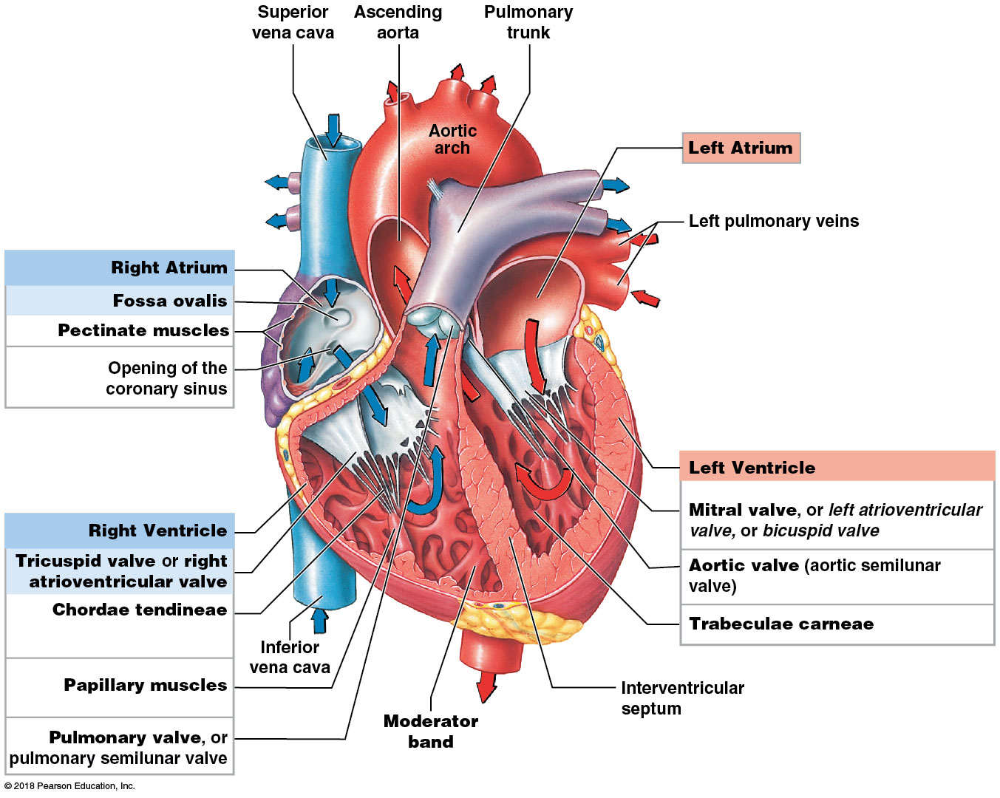 Superior
vena cava
Ascending
aorta
Pulmonary
trunk
Aortic
arch
Left Atrium
Left pulmonary veins
Right Atrium
Fossa ovalis
Pectinate muscles
Opening of the
coronary sinus
Left Ventricle
Mitral valve, or left atrioventricular
valve, or bicuspid valve
Aortic valve (aortic semilunar
valve)
Trabeculae carneae
Right Ventricle
Tricuspid valve or right
atrioventricular valve
Chordae tendineae
Papillary muscles
Pulmonary valve, or
pulmonary semilunar valve
Inferior
vena cava
Moderator
band
Interventricular
septum
© 2018 Pearson Education, Inc.